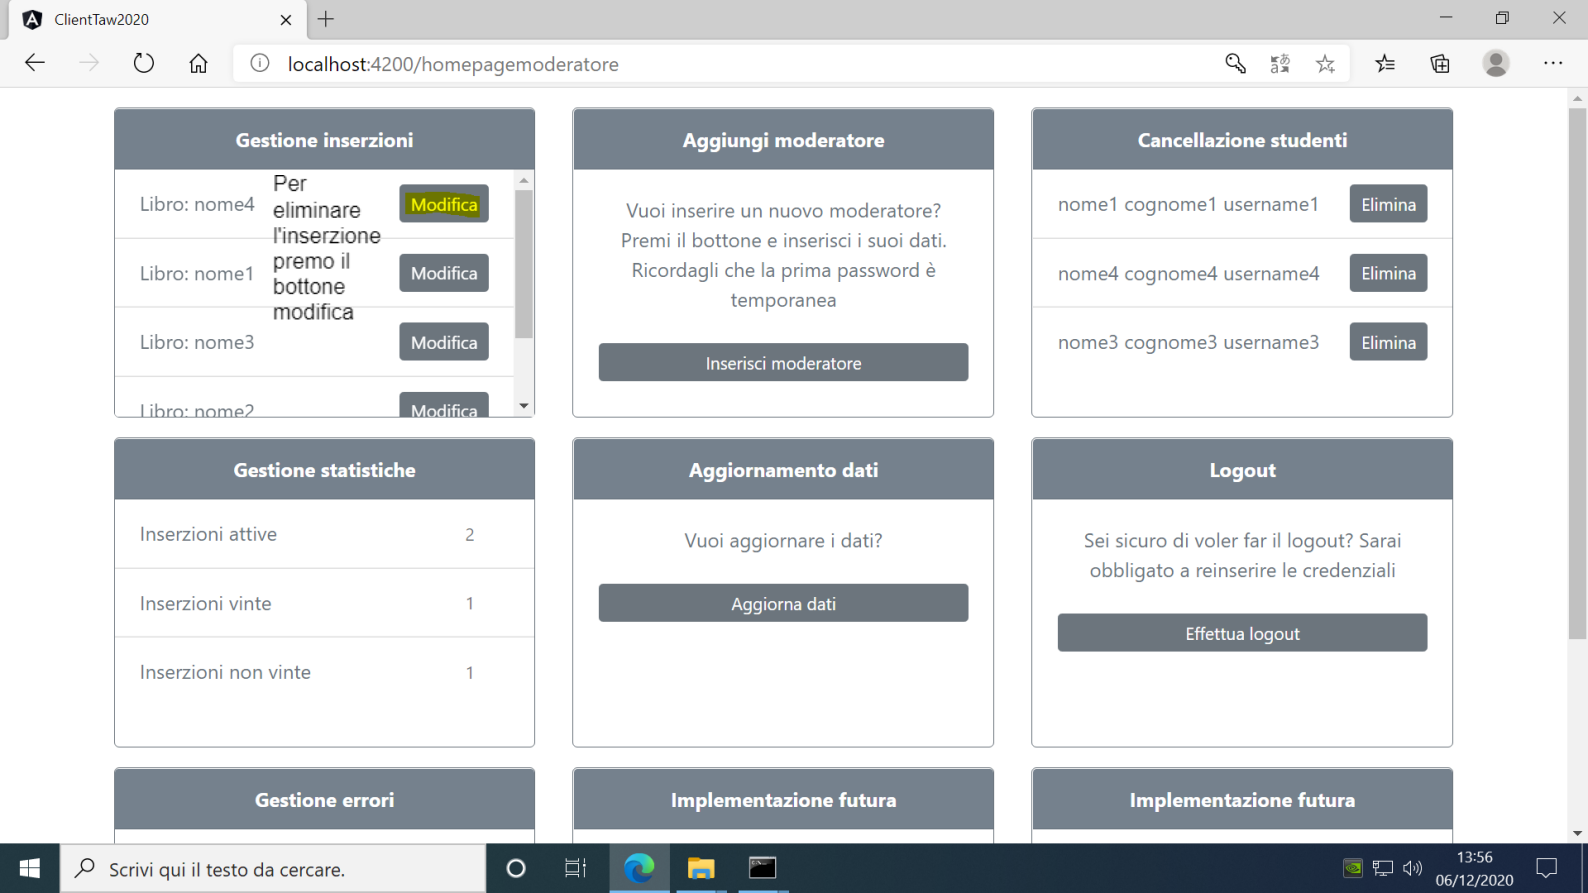 ClientTaw2020
localhost:4200/homepagemoderatore
Gestione inserzioni
Libro: nome4
Modifica
Libro: nome1
Modifica
Libro: nome3
Modifica
Libro: nome2
Modifica
Per
eliminare
l'inserzione
premo il
bottone
modifica
Aggiungi moderatore
Vuoi inserire un nuovo moderatore?
Premi il bottone e inserisci i suoi dati.
Ricordagli che la prima password è
temporanea
Inserisci moderatore
Cancellazione studenti
nome1 cognome1 username1
Elimina
nome4 cognome4 username4
Elimina
nome3 cognome3 username3
Elimina
Gestione statistiche
Inserzioni attive 2
Inserzioni vinte 1
Inserzioni non vinte 1
Aggiornamento dati
Vuoi aggiornare i dati?
Aggiorna dati
Logout
Sei sicuro di voler far il logout? Sarai
obbligato a reinserire le credenziali
Effettua logout
Gestione errori
Implementazione futura
Implementazione futura
Scrivi qui il testo da cercare.
13:56
06/12/2020